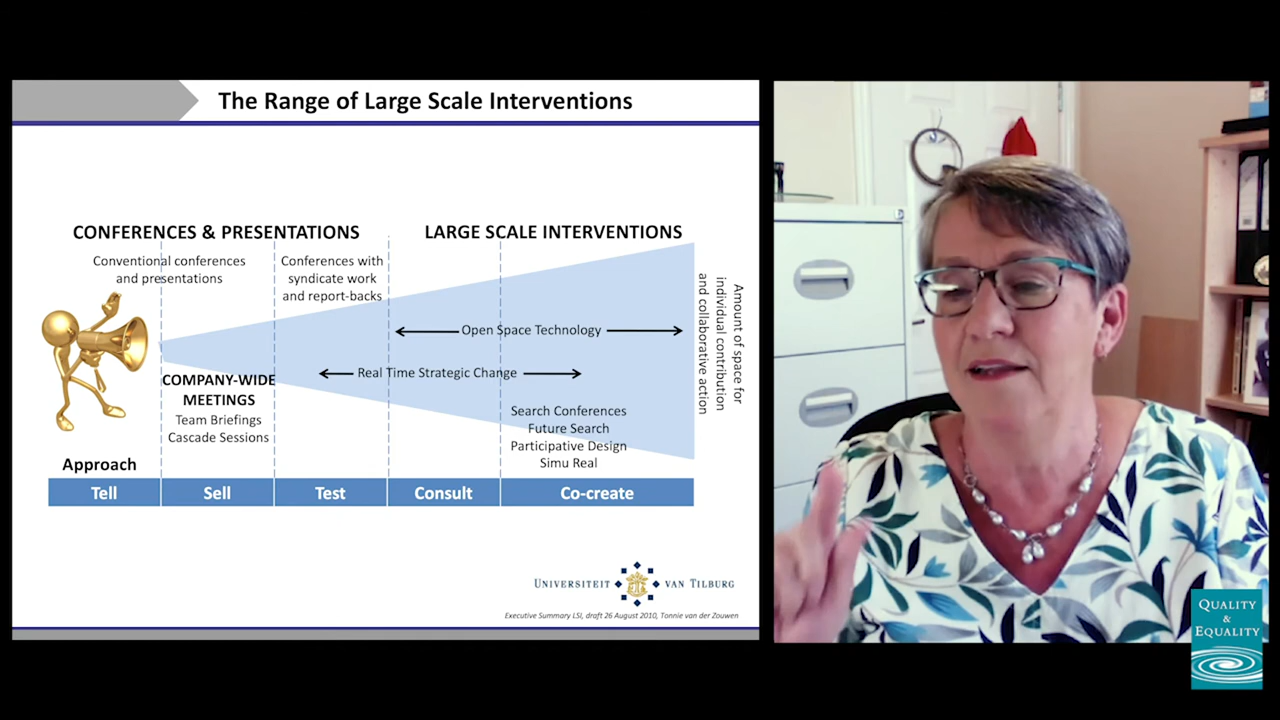 The Range of Large Scale Interventions
CONFERENCES & PRESENTATIONS
LARGE SCALE INTERVENTIONS
Conventional conferences
and presentations
Conferences with
syndicate work
and report-backs
Open Space Technology
Real Time Strategic Change
Amount of space for
individual contribution
and collaborative action
COMPANY-WIDE
MEETINGS
Team Briefings
Cascade Sessions
Search Conferences
Future Search
Participative Design
Simu Real
Approach
Tell
Sell
Test
Consult
Co-create
UNIVERSITEIT VAN TILBURG
Executive Summary LSI, draft 26 August 2010, Tonnie van der Zouwen
QUALITY
&
EQUALITY